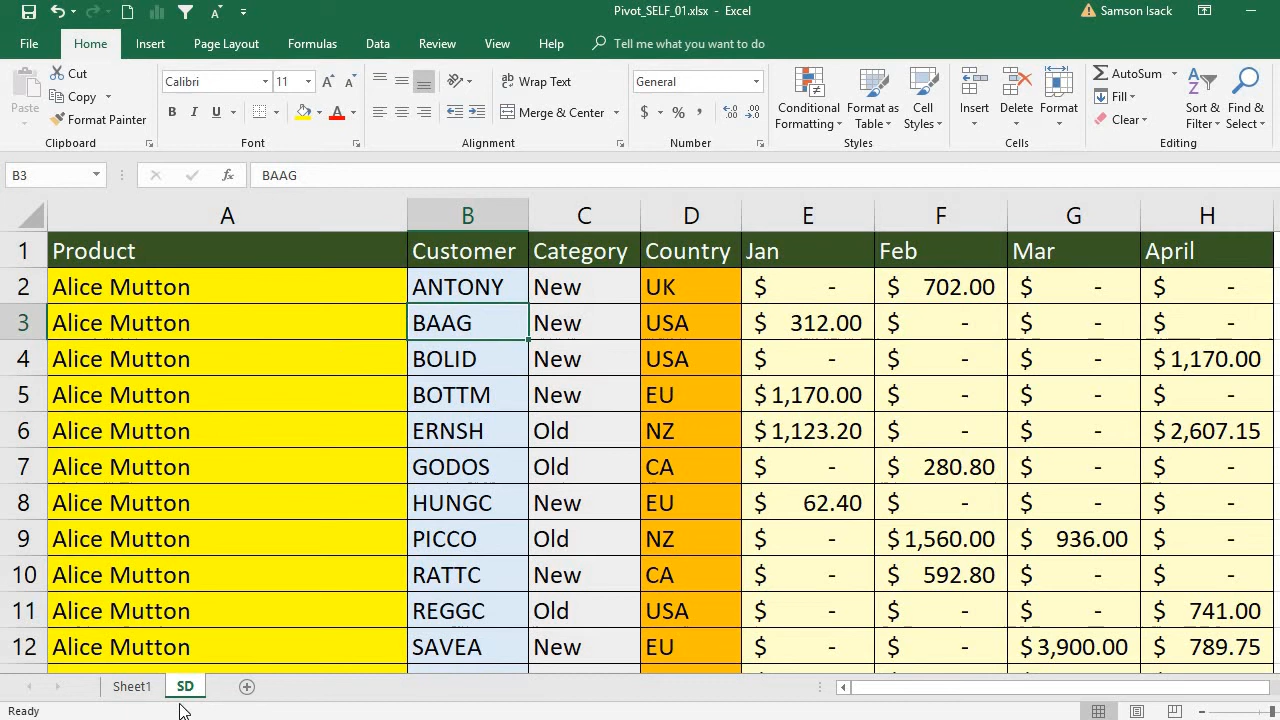 Pivot_SELF_01.xlsx - Excel
Samson Isack
File Home Insert Page Layout Formulas Data Review View Help Tell me what you want to do
Paste
Cut
Copy
Format Painter
Clipboard
Calibri 11
B I U A
Font
Wrap Text
Merge & Center
Alignment
General
$ %
Number
Conditional Formatting
Format as Table
Cell Styles
Styles
Insert
Delete
Format
Cells
AutoSum
Fill
Clear
Sort & Filter
Find & Select
Editing
B3 fx BAAG
A B C D E F G H
1 Product Customer Category Country Jan Feb Mar April
2 Alice Mutton ANTONY New UK $ - $ 702.00 $ - $ -
3 Alice Mutton BAAG New USA $ 312.00 $ - $ - $ -
4 Alice Mutton BOLID New USA $ - $ - $ - $ 1,170.00
5 Alice Mutton BOTTM New EU $ 1,170.00 $ - $ - $ -
6 Alice Mutton ERNSH Old NZ $ 1,123.20 $ - $ - $ 2,607.15
7 Alice Mutton GODOS Old CA $ - $ 280.80 $ - $ -
8 Alice Mutton HUNGC New EU $ 62.40 $ - $ - $ -
9 Alice Mutton PICCO Old NZ $ - $ 1,560.00 $ 936.00 $ -
10 Alice Mutton RATTC New CA $ - $ 592.80 $ - $ -
11 Alice Mutton REGGC Old USA $ - $ - $ - $ 741.00
12 Alice Mutton SAVEA New EU $ - $ - $ 3,900.00 $ 789.75
Sheet1 SD
Ready